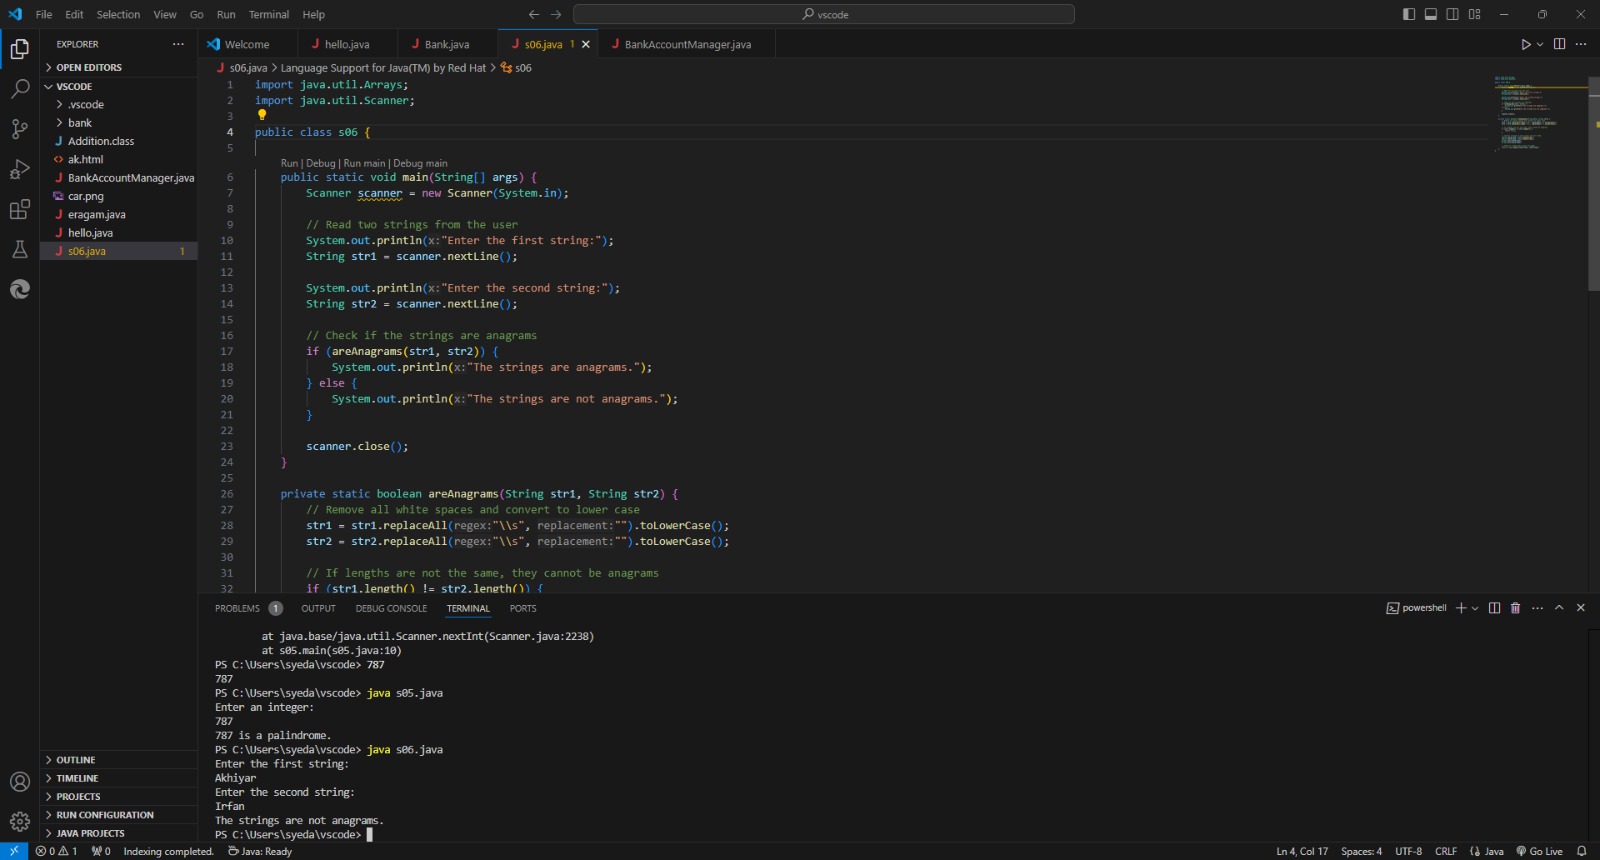 File Edit Selection View Go Run Terminal Help
vscode
EXPLORER
OPEN EDITORS
VSCODE
.vscode
bank
Addition.class
ak.html
BankAccountManager.java
car.png
eragam.java
hello.java
s06.java 1
OUTLINE
TIMELINE
PROJECTS
RUN CONFIGURATION
JAVA PROJECTS
Welcome hello.java Bank.java s06.java 1 BankAccountManager.java
s06.java > Language Support for Java(TM) by Red Hat > s06
1 import java.util.Arrays;
2 import java.util.Scanner;
3
4 public class s06 {
5
Run | Debug | Run main | Debug main
6 public static void main(String[] args) {
7 Scanner scanner = new Scanner(System.in);
8
9 // Read two strings from the user
10 System.out.println(x:"Enter the first string:");
11 String str1 = scanner.nextLine();
12
13 System.out.println(x:"Enter the second string:");
14 String str2 = scanner.nextLine();
15
16 // Check if the strings are anagrams
17 if (areAnagrams(str1, str2)) {
18 System.out.println(x:"The strings are anagrams.");
19 } else {
20 System.out.println(x:"The strings are not anagrams.");
21 }
22
23 scanner.close();
24 }
25
26 private static boolean areAnagrams(String str1, String str2) {
27 // Remove all white spaces and convert to lower case
28 str1 = str1.replaceAll(regex:"\\s", replacement:"").toLowerCase();
29 str2 = str2.replaceAll(regex:"\\s", replacement:"").toLowerCase();
30
31 // If lengths are not the same, they cannot be anagrams
32 if (str1.length() != str2.length()) {
PROBLEMS 1 OUTPUT DEBUG CONSOLE TERMINAL PORTS
powershell
at java.base/java.util.Scanner.nextInt(Scanner.java:2238)
at s05.main(s05.java:10)
PS C:\Users\syeda\vscode> 787
787
PS C:\Users\syeda\vscode> java s05.java
Enter an integer:
787
787 is a palindrome.
PS C:\Users\syeda\vscode> java s06.java
Enter the first string:
Akhiyar
Enter the second string:
Irfan
The strings are not anagrams.
PS C:\Users\syeda\vscode>
0 1 0 Indexing completed. Java: Ready Ln 4, Col 17 Spaces: 4 UTF-8 CRLF {} Java Go Live